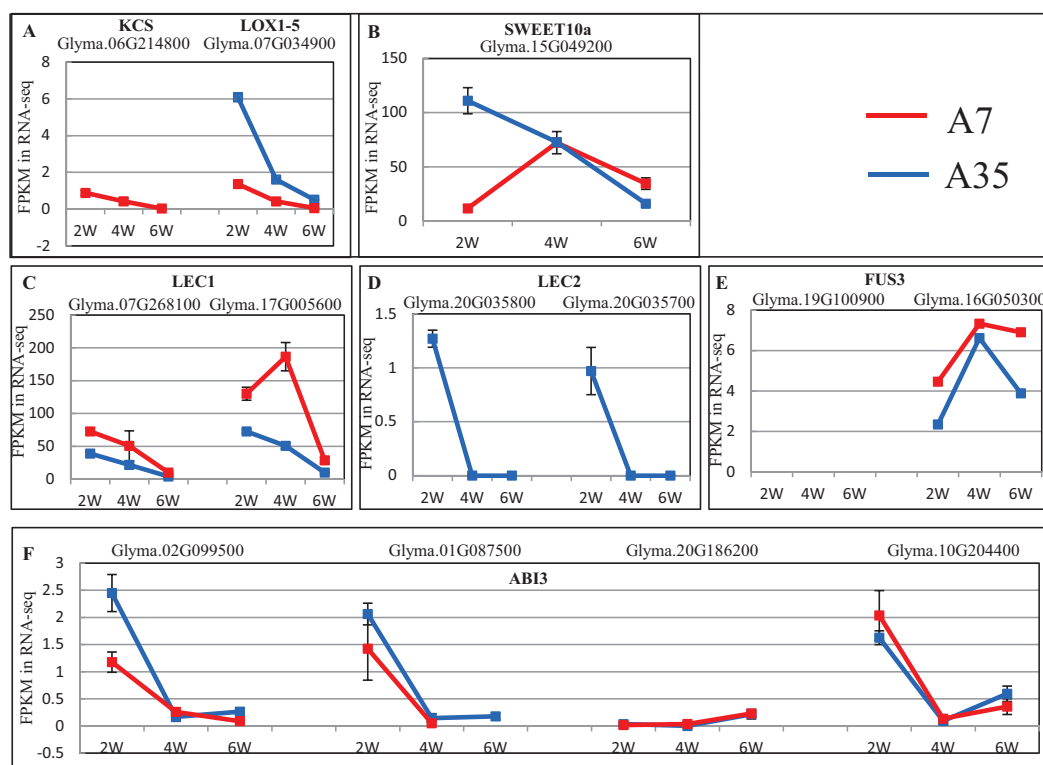 A KCS LOX1-5
Glyma.06G214800 Glyma.07G034900
8
6
4
2
0
-2
FPKM in RNA-seq
2W 4W 6W 2W 4W 6W
B SWEET10a
Glyma.15G049200
150
100
50
0
FPKM in RNA-seq
2W 4W 6W
A7
A35
C LEC1
Glyma.07G268100 Glyma.17G005600
250
200
150
100
50
0
FPKM in RNA-seq
2W 4W 6W 2W 4W 6W
D LEC2
Glyma.20G035800 Glyma.20G035700
1.5
1
0.5
0
FPKM in RNA-seq
2W 4W 6W 2W 4W 6W
E FUS3
Glyma.19G100900 Glyma.16G050300
8
6
4
2
0
FPKM in RNA-seq
2W 4W 6W 2W 4W 6W
F Glyma.02G099500 Glyma.01G087500 Glyma.20G186200 Glyma.10G204400
ABI3
3
2.5
2
1.5
1
0.5
0
-0.5
FPKM in RNA-seq
2W 4W 6W 2W 4W 6W 2W 4W 6W 2W 4W 6W